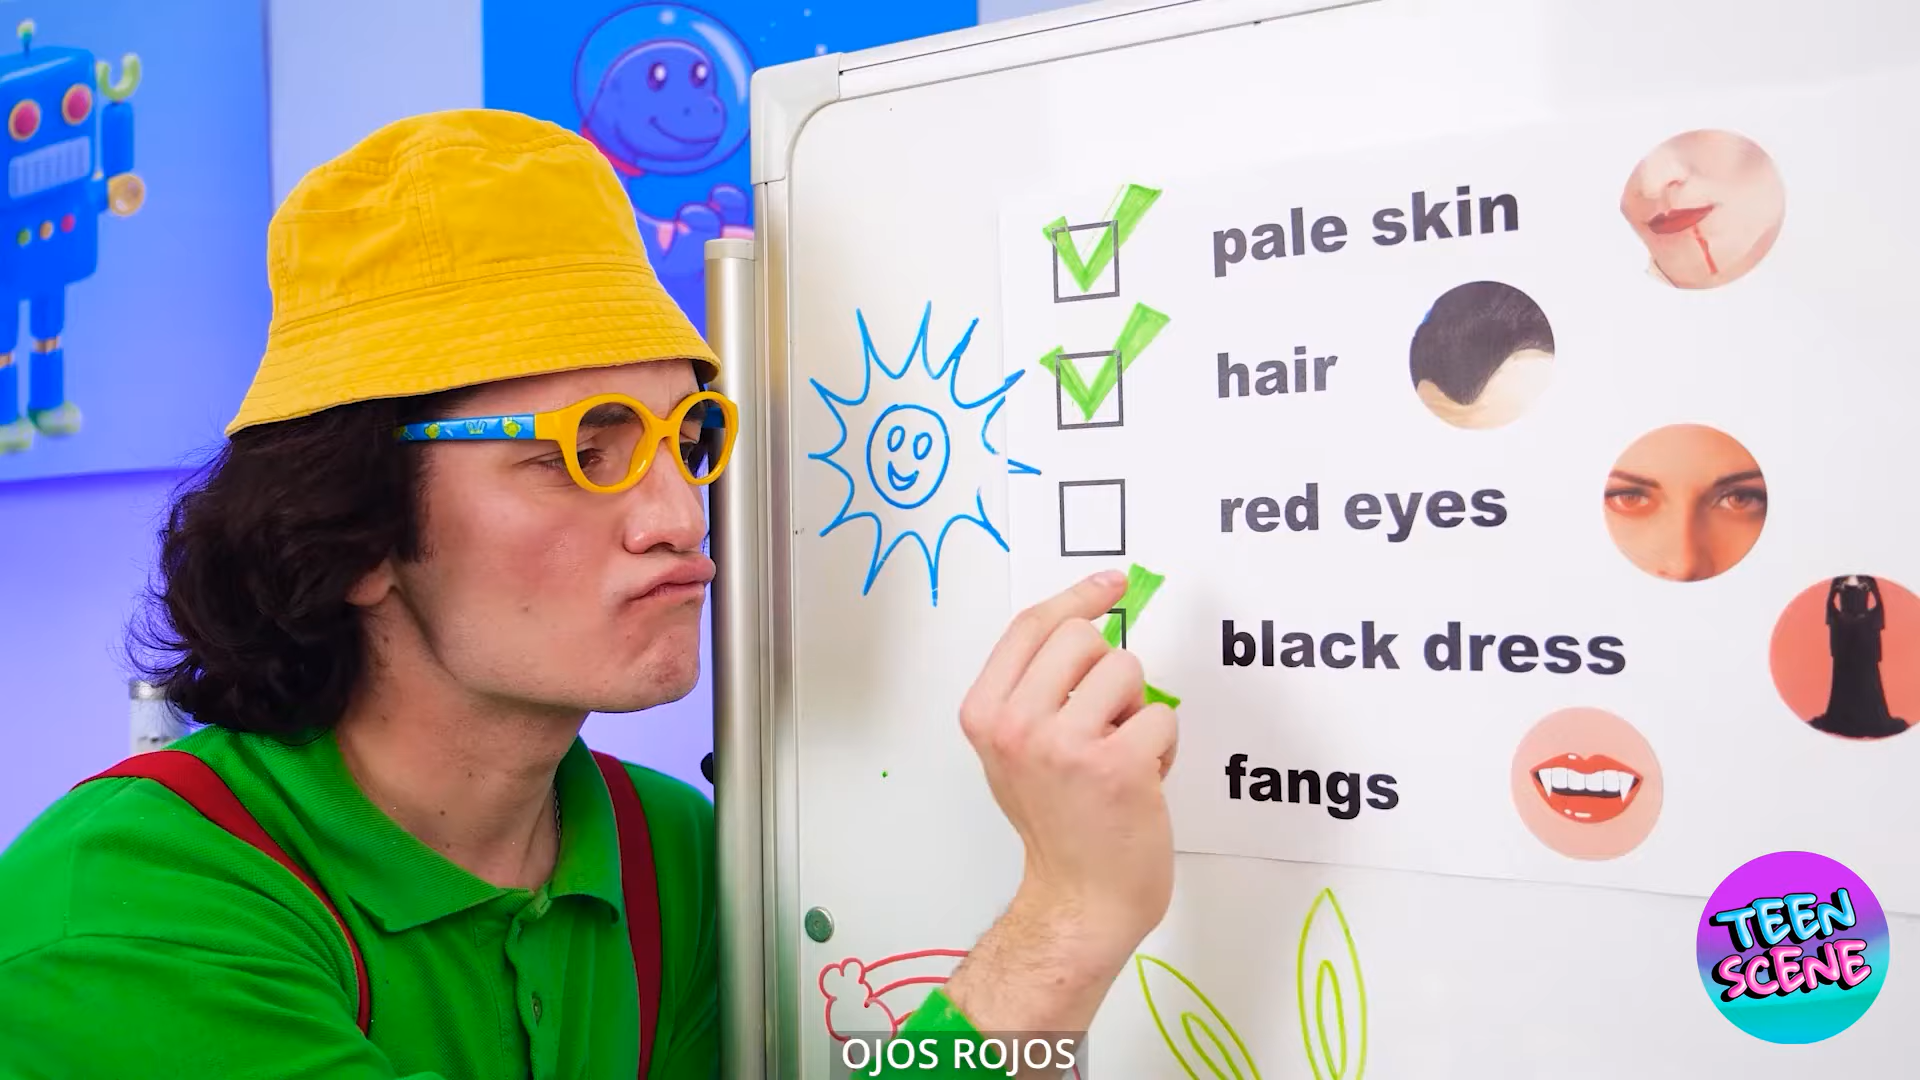 pale skin
hair
red eyes
black dress
fangs
TEEN
SCENE
OJOS ROJOS